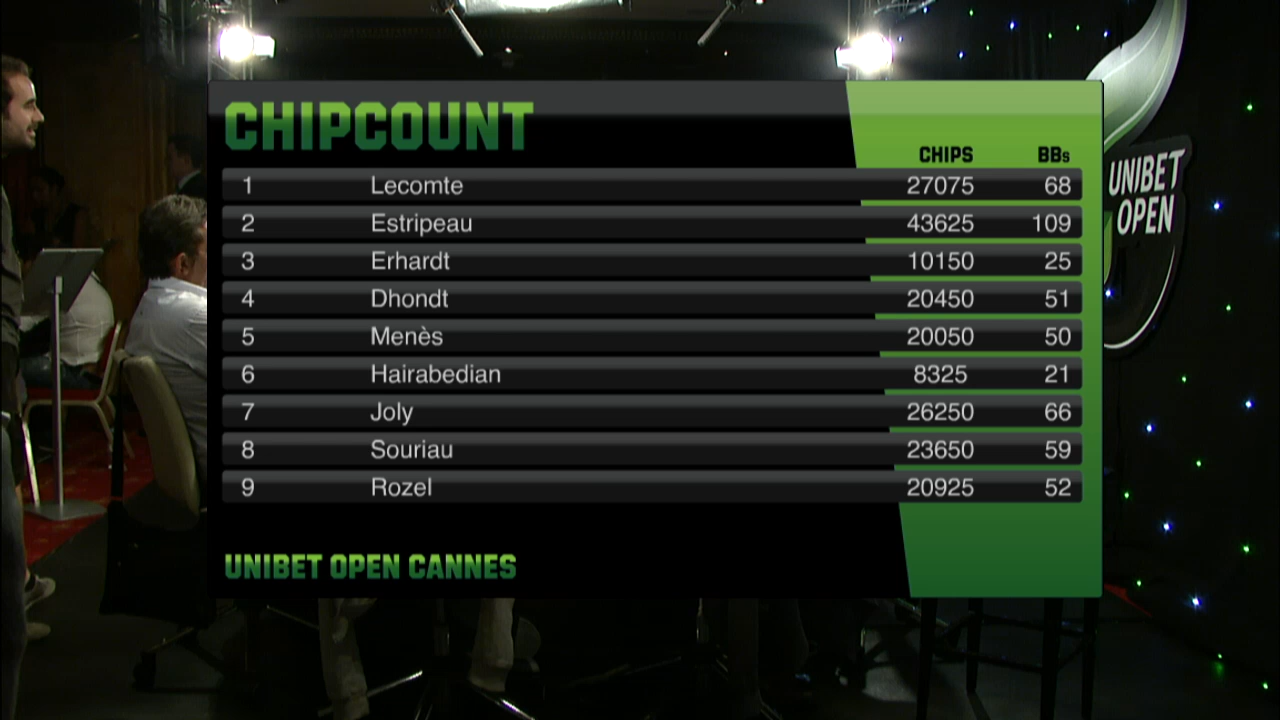 CHIPCOUNT
CHIPS BBs
1 Lecomte 27075 68
2 Estripeau 43625 109
3 Erhardt 10150 25
4 Dhondt 20450 51
5 Menès 20050 50
6 Hairabedian 8325 21
7 Joly 26250 66
8 Souriau 23650 59
9 Rozel 20925 52
UNIBET OPEN CANNES
UNIBET
OPEN